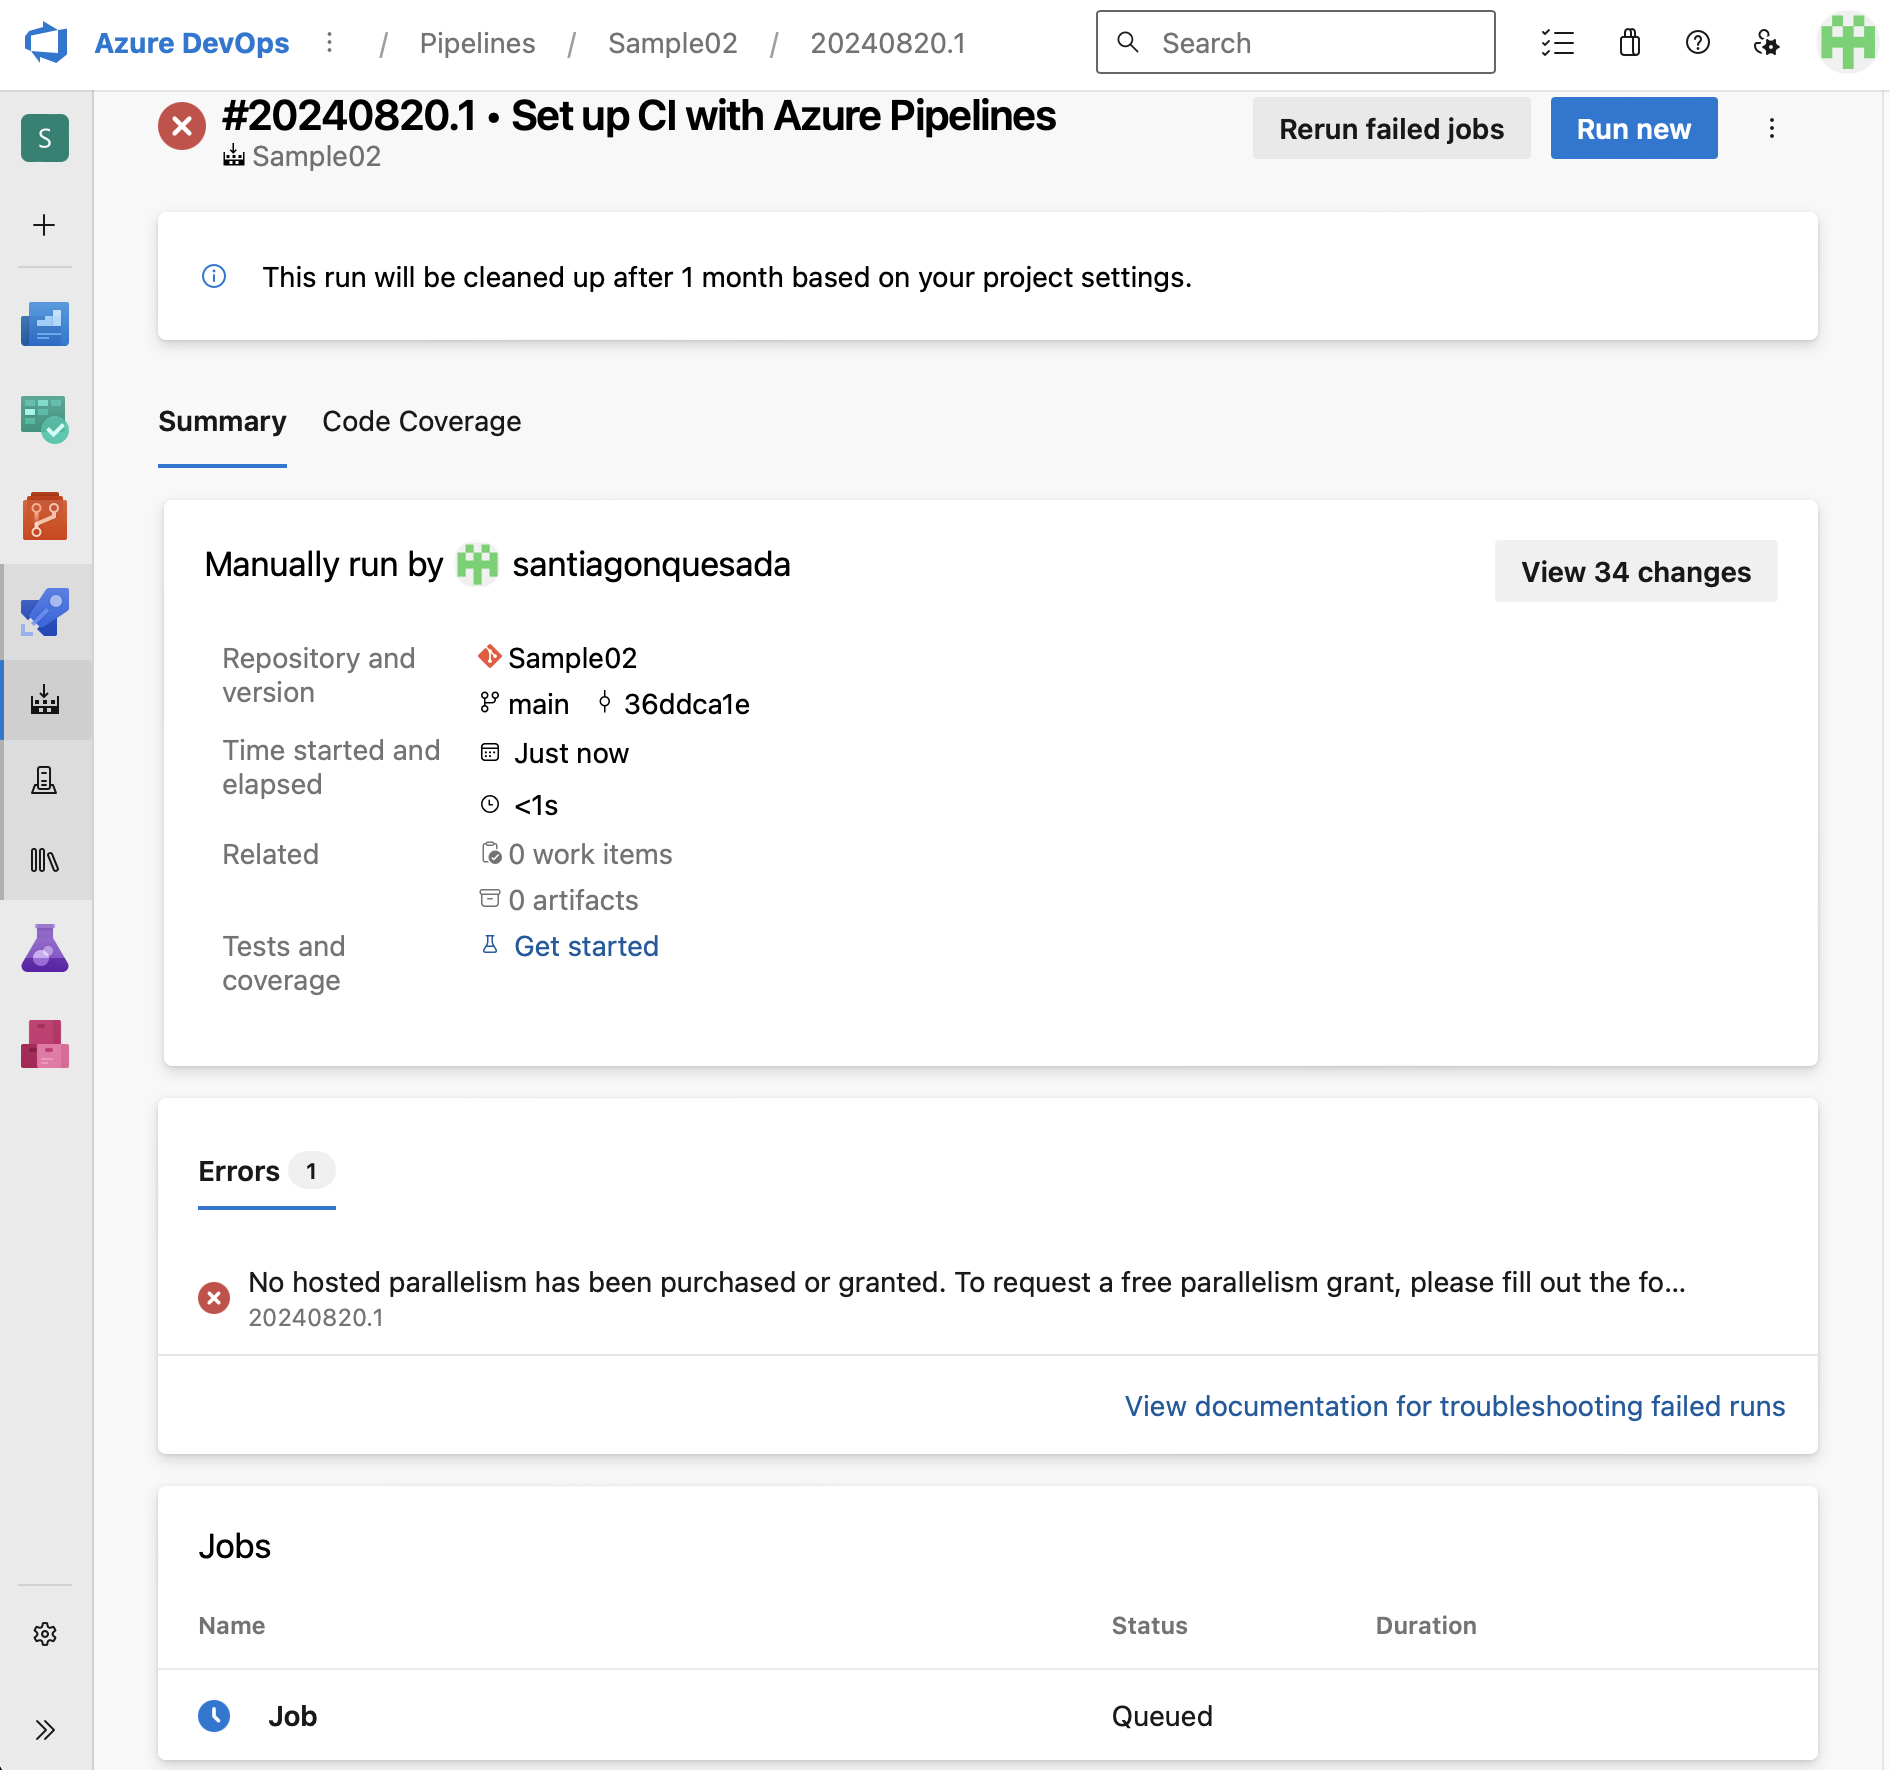 Azure DevOps / Pipelines / Sample02 / 20240820.1 Search
S
#20240820.1 • Set up CI with Azure Pipelines
Sample02
Rerun failed jobs
Run new
This run will be cleaned up after 1 month based on your project settings.
Summary Code Coverage
Manually run by santiagonquesada
View 34 changes
Repository and
version
Sample02
main 36ddca1e
Time started and
elapsed
Just now
<1s
Related
0 work items
0 artifacts
Tests and
coverage
Get started
Errors 1
No hosted parallelism has been purchased or granted. To request a free parallelism grant, please fill out the fo...
20240820.1
View documentation for troubleshooting failed runs
Jobs
Name Status Duration
Job Queued